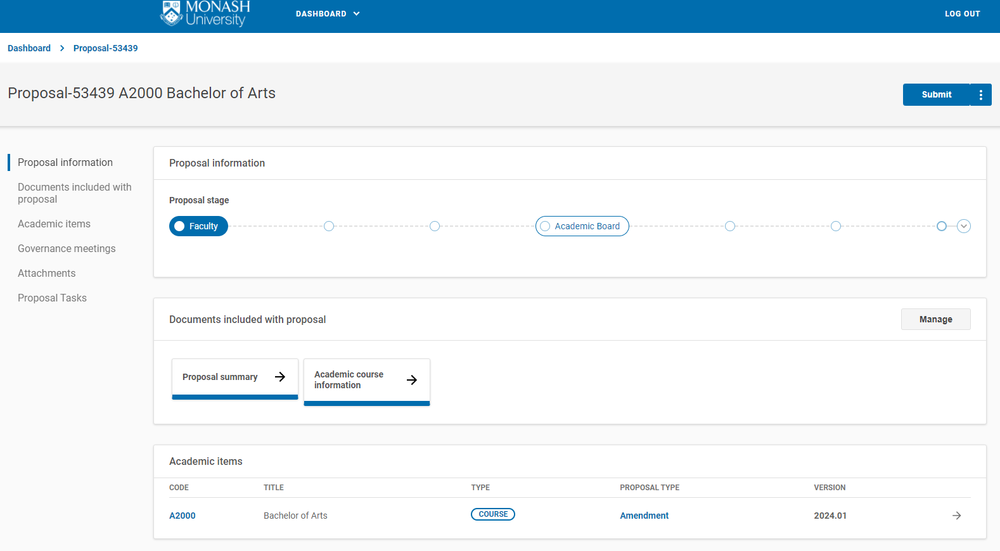 MONASH
University
DASHBOARD
LOG OUT
Dashboard
Proposal-53439
Proposal-53439 A2000 Bachelor of Arts
Submit
Proposal information
Documents included with
proposal
Academic items
Governance meetings
Attachments
Proposal Tasks
Proposal information
Proposal stage
Faculty
Academic Board
Documents included with proposal
Manage
Proposal summary
Academic course
information
Academic items
CODE TITLE TYPE PROPOSAL TYPE VERSION
A2000 Bachelor of Arts COURSE Amendment 2024.01